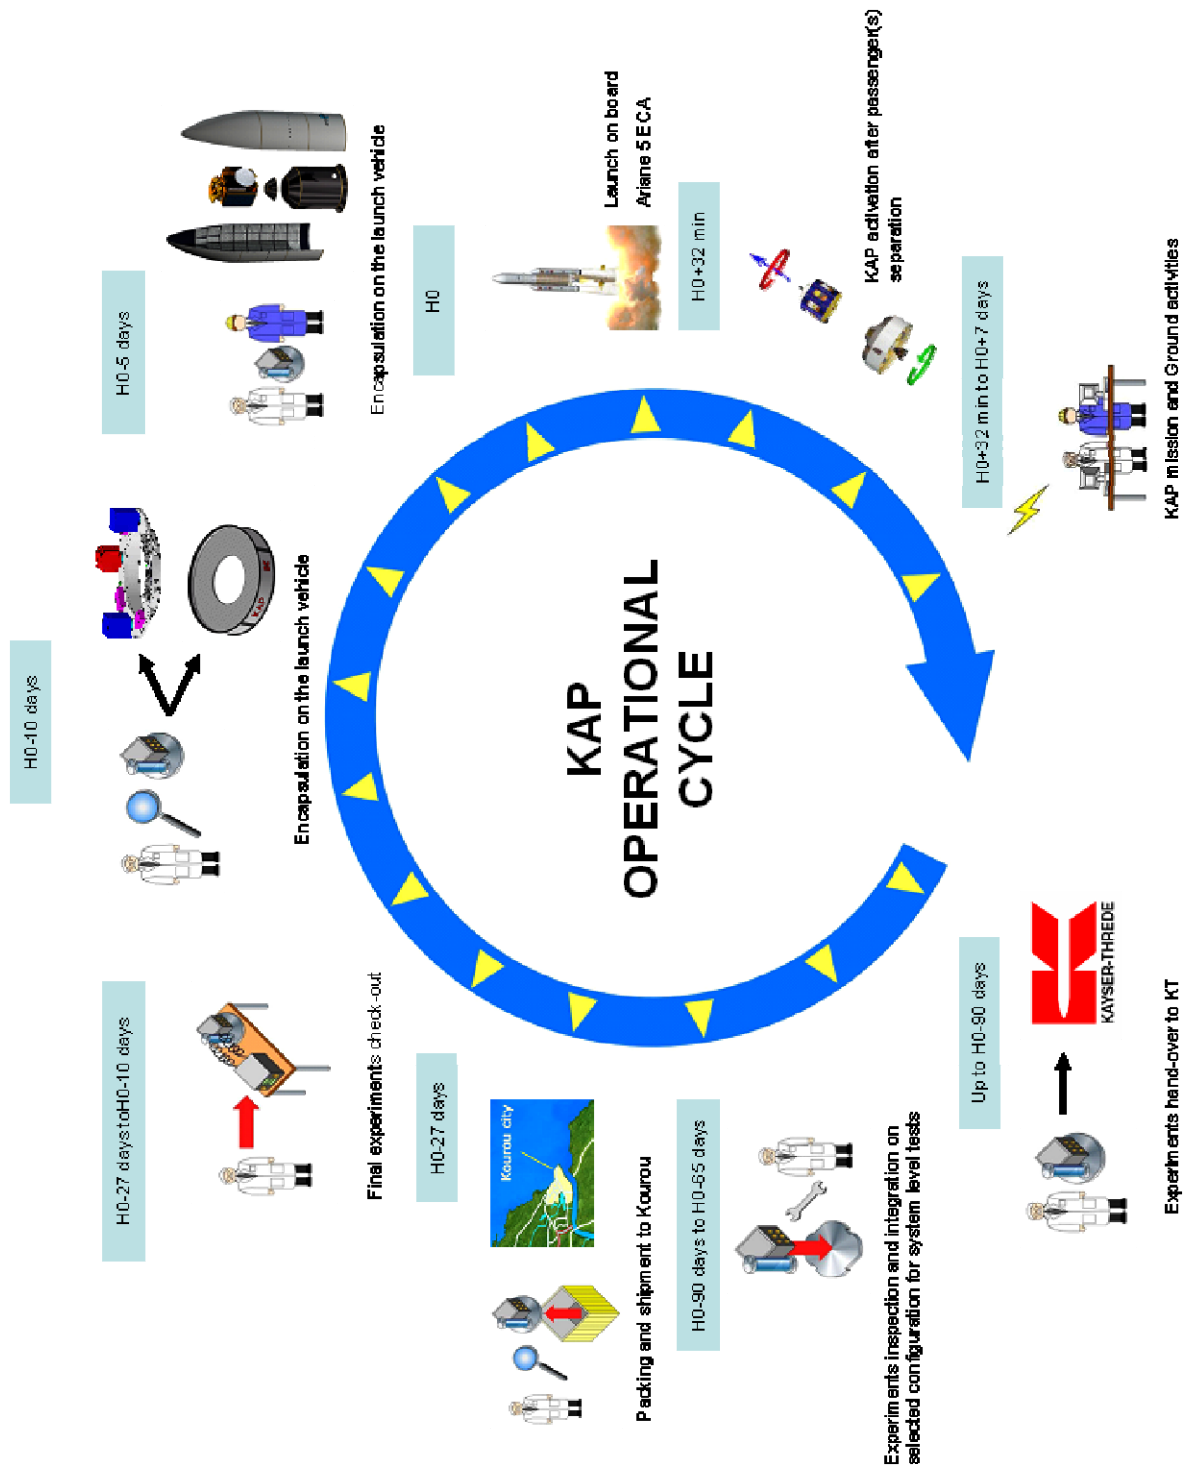 KAP
OPERATIONAL
CYCLE
Up to H0-90 days
KAYSER-THREDE
Experiments hand-over to KT
H0-90 days to H0-65 days
Experiments inspection and integration on
selected configuration for system level tests
H0-27 days
Kourou city
Packing and shipment to Kourou
H0-27 daystoH0-10 days
Final experiments check-out
H0-10 days
KAP
Encapsulation on the launch vehicle
H0-5 days
Encapsulation on the launch vehicle
H0
Launch on board
Ariane 5 ECA
H0+32 min
KAP activation after passenger(s)
separation
H0+32 min to H0+7 days
KAP mission and Ground activities